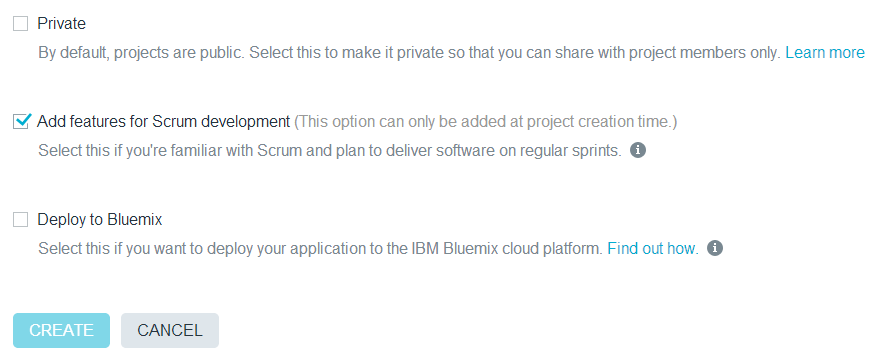 Private
By default, projects are public. Select this to make it private so that you can share with project members only. Learn more
Add features for Scrum development (This option can only be added at project creation time.)
Select this if you're familiar with Scrum and plan to deliver software on regular sprints.
Deploy to Bluemix
Select this if you want to deploy your application to the IBM Bluemix cloud platform. Find out how.
CREATE CANCEL